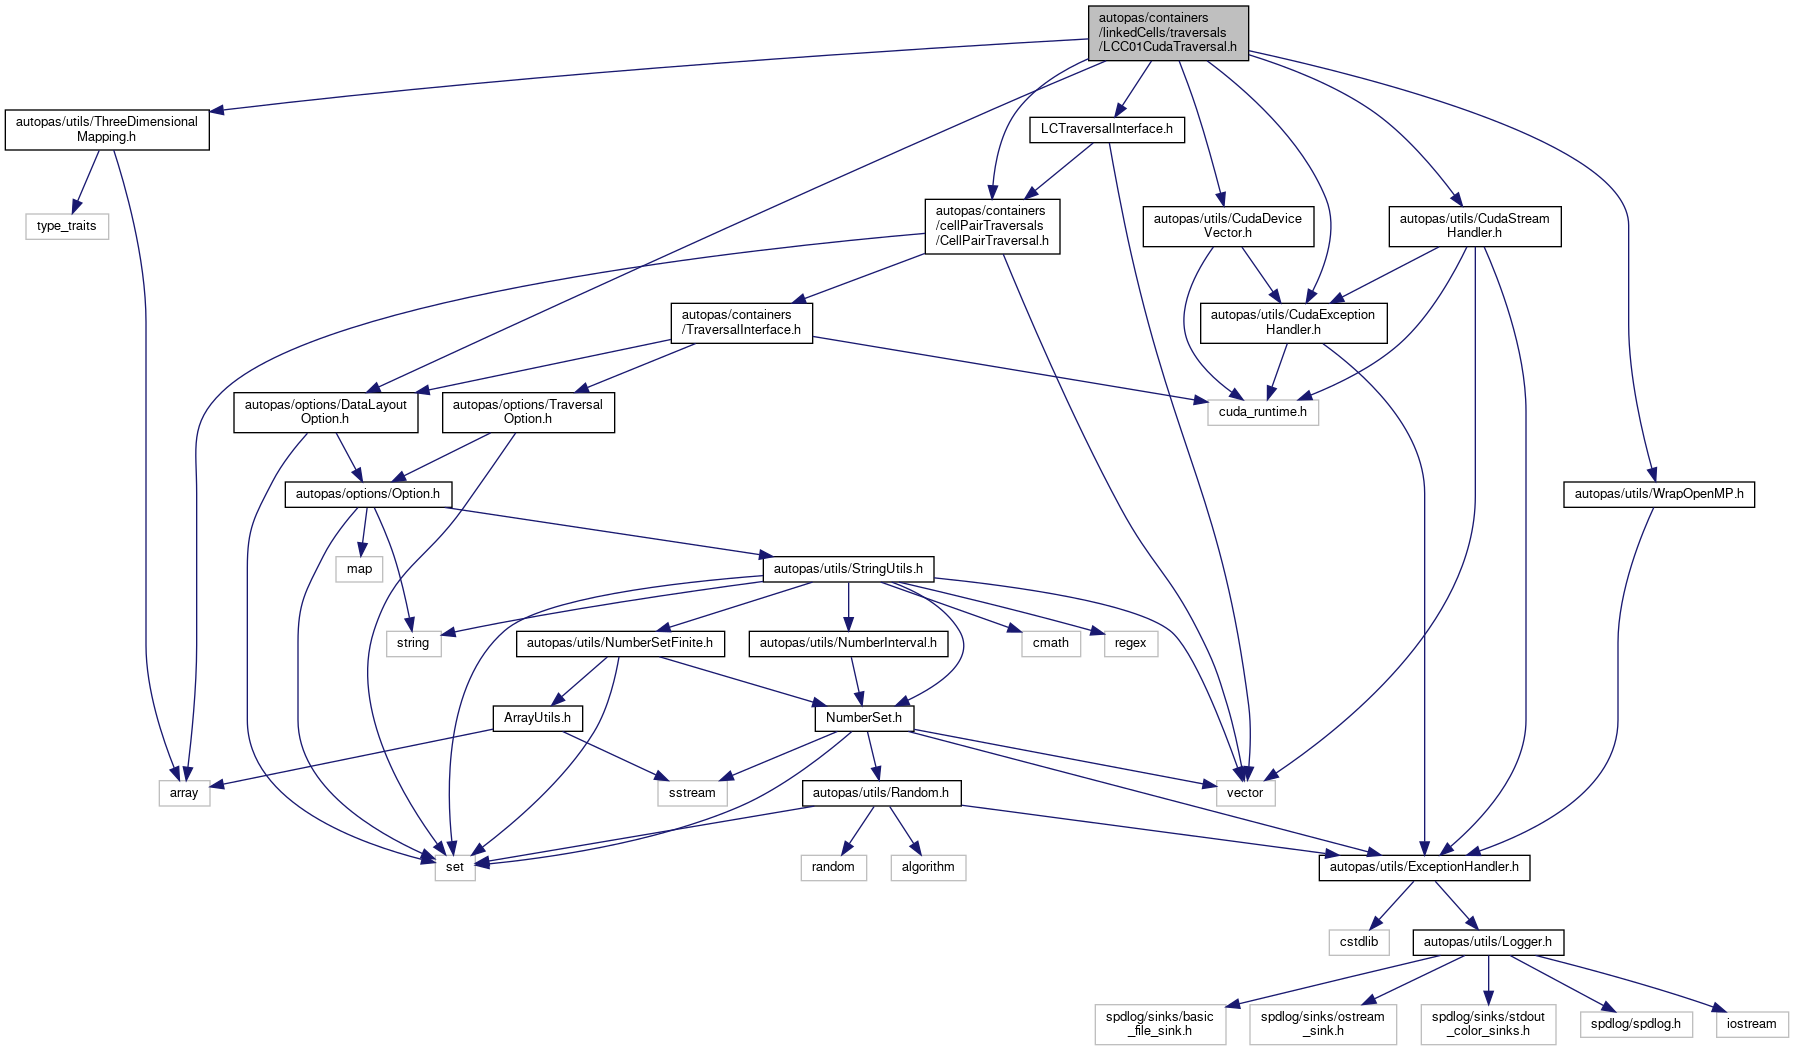 autopas/containers
/linkedCells/traversals
/LCC01CudaTraversal.h
autopas/utils/ThreeDimensional
Mapping.h
LCTraversalInterface.h
type_traits
autopas/containers
/cellPairTraversals
/CellPairTraversal.h
autopas/utils/CudaDevice
Vector.h
autopas/utils/CudaStream
Handler.h
autopas/containers
/TraversalInterface.h
autopas/utils/CudaException
Handler.h
autopas/options/DataLayout
Option.h
autopas/options/Traversal
Option.h
cuda_runtime.h
autopas/options/Option.h
autopas/utils/WrapOpenMP.h
map
autopas/utils/StringUtils.h
string
autopas/utils/NumberSetFinite.h
autopas/utils/NumberInterval.h
cmath
regex
ArrayUtils.h
NumberSet.h
array
sstream
autopas/utils/Random.h
vector
set
random
algorithm
autopas/utils/ExceptionHandler.h
cstdlib
autopas/utils/Logger.h
spdlog/sinks/basic
_file_sink.h
spdlog/sinks/ostream
_sink.h
spdlog/sinks/stdout
_color_sinks.h
spdlog/spdlog.h
iostream